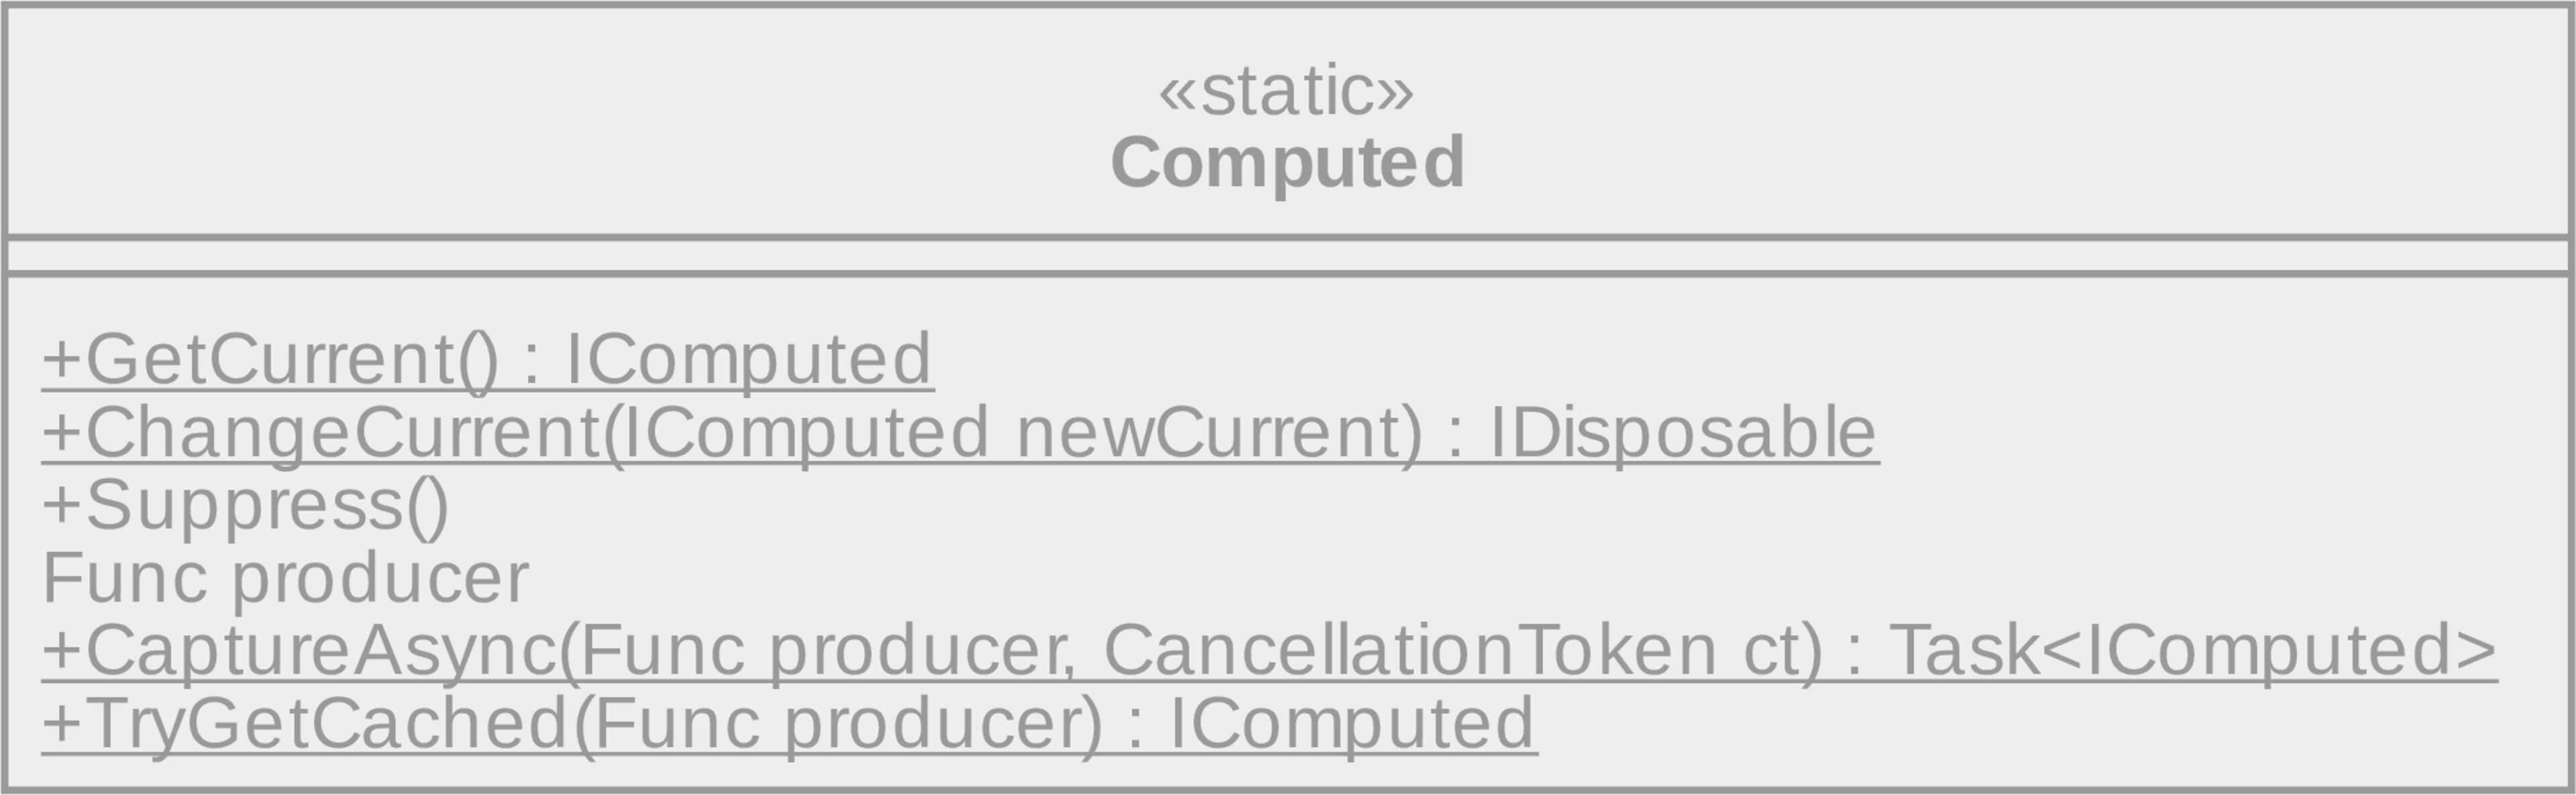 «static»
Computed
+GetCurrent() : IComputed
+ChangeCurrent(IComputed newCurrent) : IDisposable
+Suppress()
Func producer
+CaptureAsync(Func producer, CancellationToken ct) : Task<IComputed>
+TryGetCached(Func producer) : IComputed